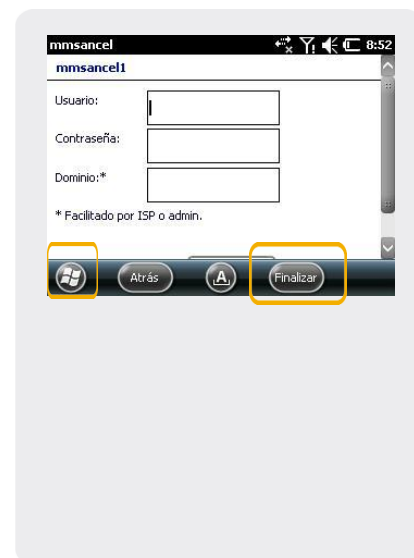 mmsancel 8:52
mmsancel1
Usuario:
Contraseña:
Dominio:*
* Facilitado por ISP o admin.
Atrás A Finalizar